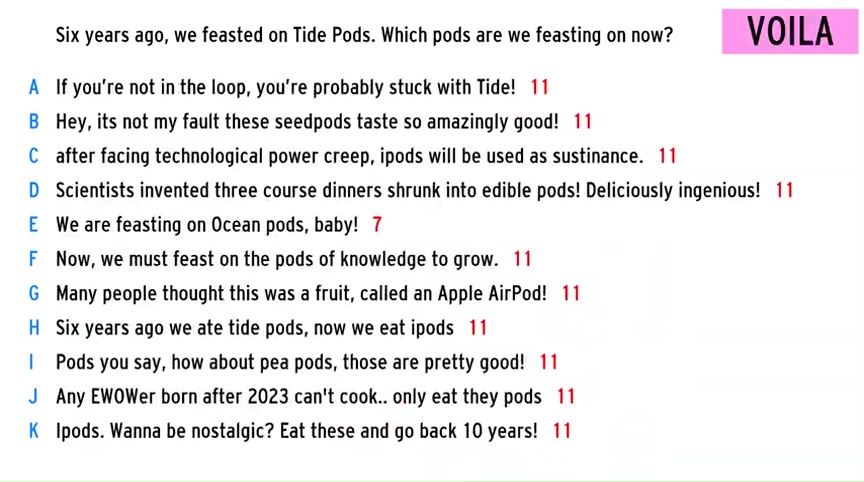 Six years ago, we feasted on Tide Pods. Which pods are we feasting on now?
VOILA
A If you're not in the loop, you're probably stuck with Tide! 11
B Hey, its not my fault these seedpods taste so amazingly good! 11
C after facing technological power creep, ipods will be used as sustinance. 11
D Scientists invented three course dinners shrunk into edible pods! Deliciously ingenious! 11
E We are feasting on Ocean pods, baby! 7
F Now, we must feast on the pods of knowledge to grow. 11
G Many people thought this was a fruit, called an Apple AirPod! 11
H Six years ago we ate tide pods, now we eat ipods 11
I Pods you say, how about pea pods, those are pretty good! 11
J Any EWOWer born after 2023 can't cook.. only eat they pods 11
K Ipods. Wanna be nostalgic? Eat these and go back 10 years! 11